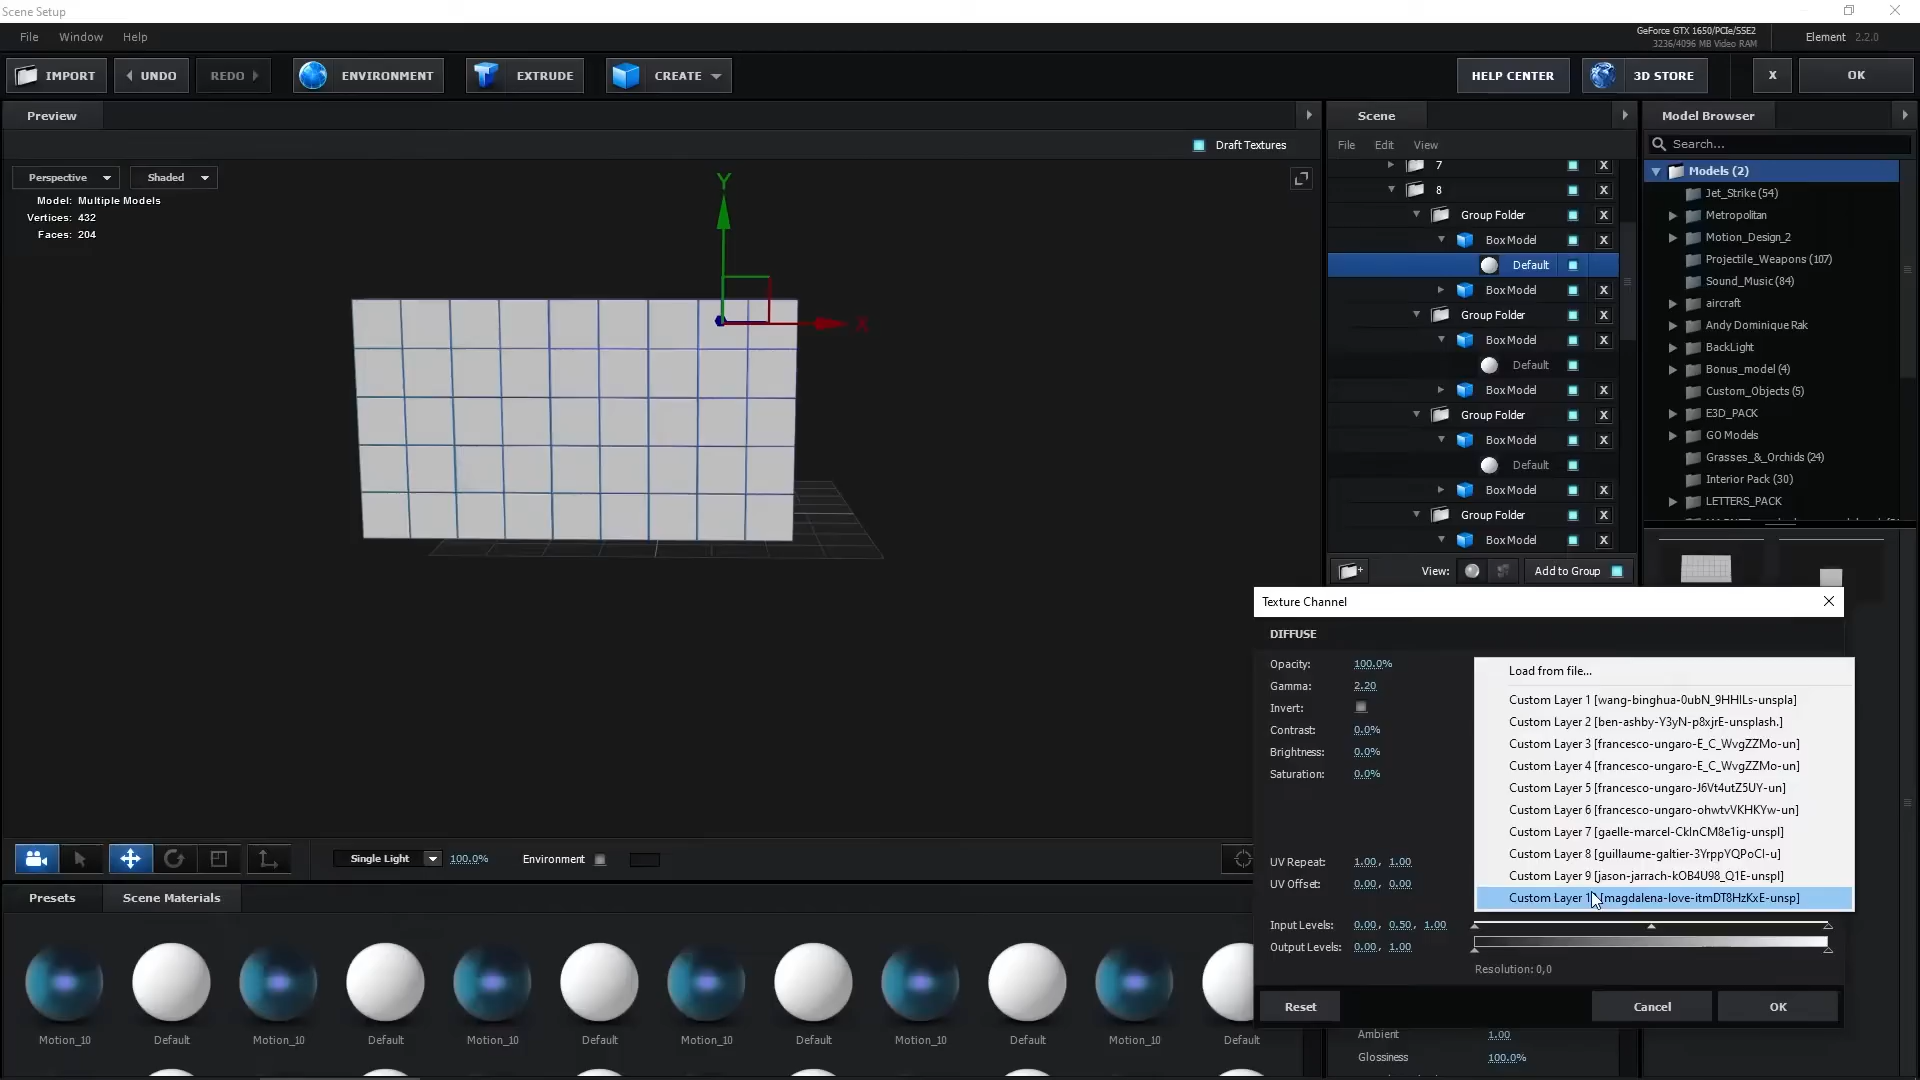 Scene Setup
File Window Help
GeForce GTX 1650/PCIe/SSE2
3236/4096 MB Video RAM
Element 2.2.0
IMPORT UNDO REDO ENVIRONMENT EXTRUDE CREATE HELP CENTER 3D STORE X OK
Preview
Draft Textures
Perspective Shaded
Model: Multiple Models
Vertices: 432
Faces: 204
Y
X
Scene
File Edit View
7 X
8 X
Group Folder X
Box Model X
Default
Box Model X
Group Folder X
Box Model X
Default
Box Model X
Group Folder X
Box Model X
Default
Box Model X
Group Folder X
Box Model X
View: Add to Group
Model Browser
Search...
Models (2)
Jet_Strike (54)
Metropolitan
Motion_Design_2
Projectile_Weapons (107)
Sound_Music (84)
aircraft
Andy Dominique Rak
BackLight
Bonus_model (4)
Custom_Objects (5)
E3D_PACK
GO Models
Grasses_&_Orchids (24)
Interior Pack (30)
LETTERS_PACK
Texture Channel
DIFFUSE
Opacity: 100.0%
Gamma: 2.20
Invert:
Contrast: 0.0%
Brightness: 0.0%
Saturation: 0.0%
UV Repeat: 1.00, 1.00
UV Offset: 0.00, 0.00
Input Levels: 0.00, 0.50, 1.00
Output Levels: 0.00, 1.00
Load from file...
Custom Layer 1 [wang-binghua-0ubN_9HHILs-unspla]
Custom Layer 2 [ben-ashby-Y3yN-p8xjrE-unsplash.]
Custom Layer 3 [francesco-ungaro-E_C_WvgZZMo-un]
Custom Layer 4 [francesco-ungaro-E_C_WvgZZMo-un]
Custom Layer 5 [francesco-ungaro-J6Vt4utZ5UY-un]
Custom Layer 6 [francesco-ungaro-ohwtvVKHKYw-un]
Custom Layer 7 [gaelle-marcel-CkInCM8e1ig-unspl]
Custom Layer 8 [guillaume-galtier-3YrppYQPoCI-u]
Custom Layer 9 [jason-jarrach-kOB4U98_Q1E-unspl]
Custom Layer 1 [magdalena-love-itmDT8HzKxE-unsp]
Resolution: 0,0
Reset Cancel OK
Ambient 1.00
Glossiness 100.0%
Single Light 100.0% Environment
Presets Scene Materials
Motion_10 Default Motion_10 Default Motion_10 Default Motion_10 Default Motion_10 Default Motion_10 Default